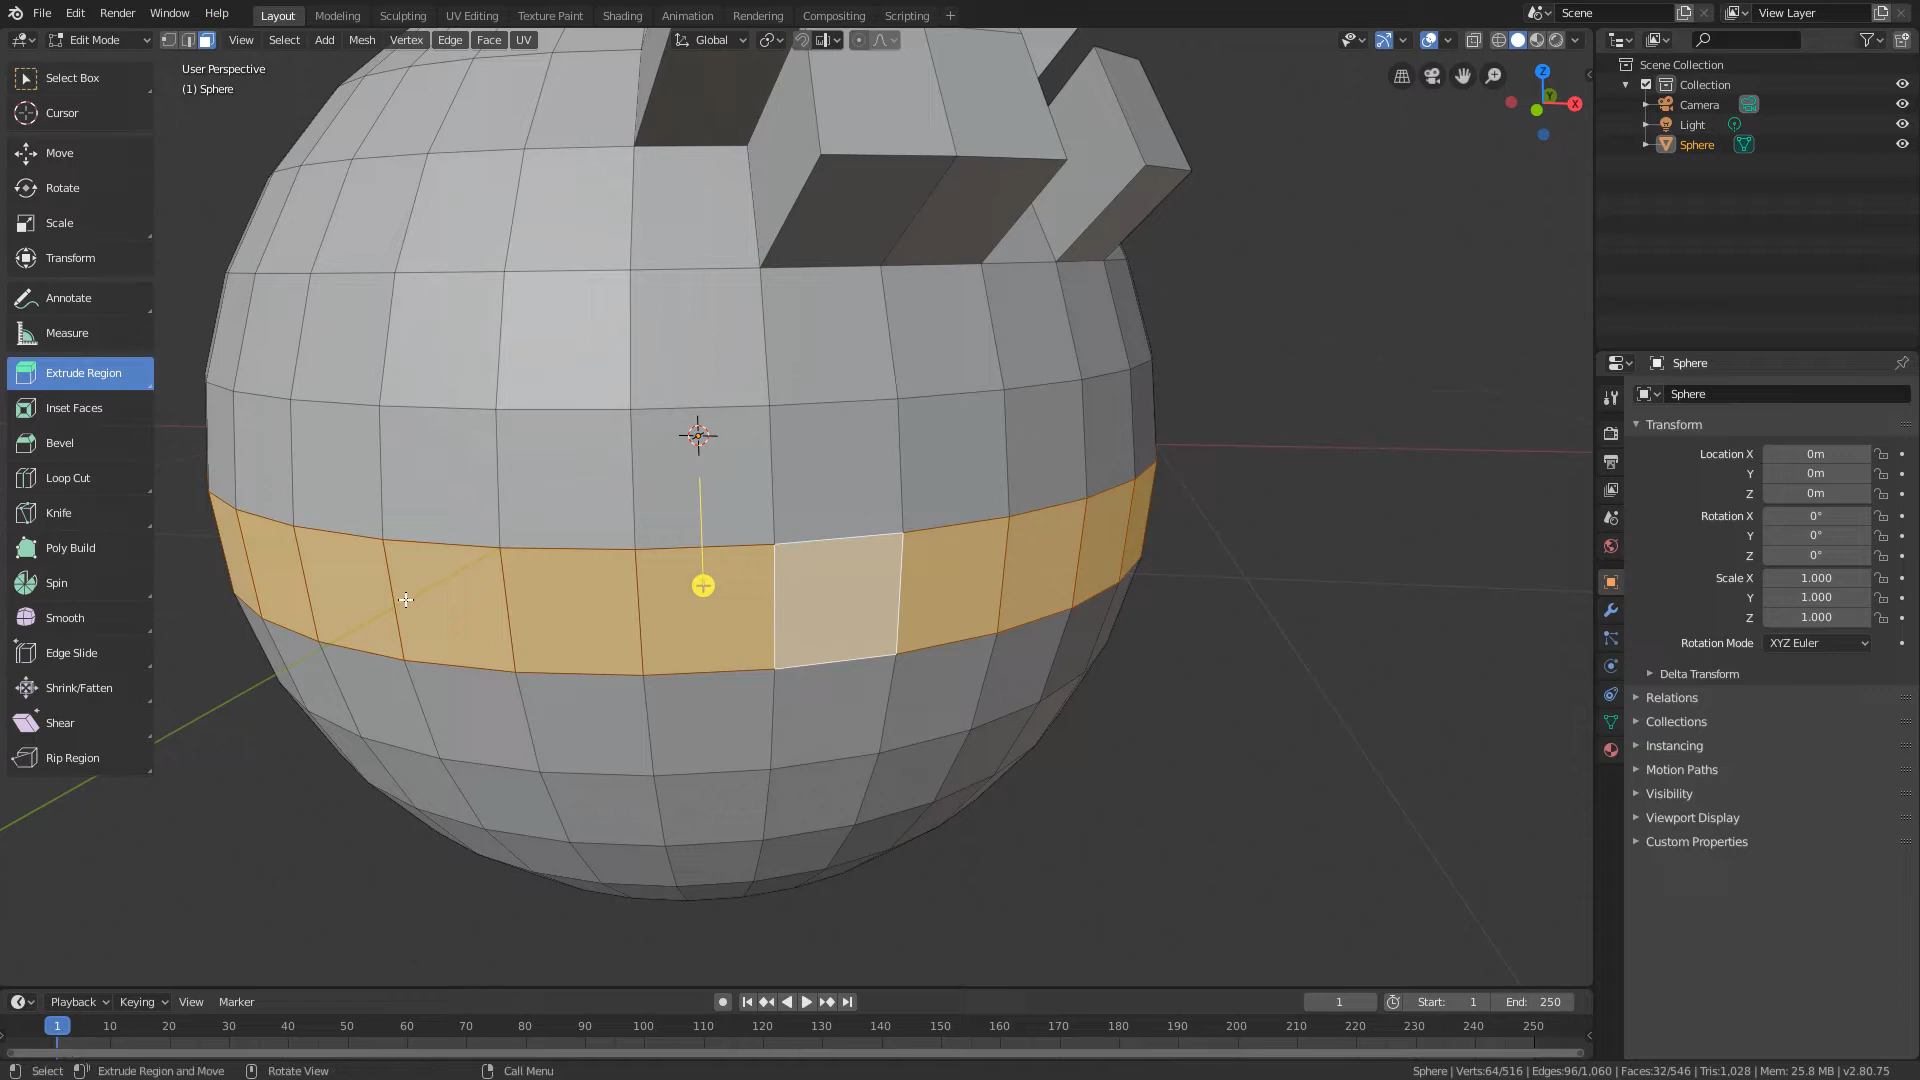 File Edit Render Window Help Layout Modeling Sculpting UV Editing Texture Paint Shading Animation Rendering Compositing Scripting + Scene View Layer
Edit Mode View Select Add Mesh Vertex Edge Face UV Global
User Perspective
(1) Sphere
Select Box
Cursor
Move
Rotate
Scale
Transform
Annotate
Measure
Extrude Region
Inset Faces
Bevel
Loop Cut
Knife
Poly Build
Spin
Smooth
Edge Slide
Shrink/Fatten
Shear
Rip Region
Z
Y
X
Scene Collection
Collection
Camera
Light
Sphere
Sphere
Sphere
Transform
Location X 0m
Y 0m
Z 0m
Rotation X 0°
Y 0°
Z 0°
Scale X 1.000
Y 1.000
Z 1.000
Rotation Mode XYZ Euler
Delta Transform
Relations
Collections
Instancing
Motion Paths
Visibility
Viewport Display
Custom Properties
Playback Keying View Marker 1 Start: 1 End: 250
1 10 20 30 40 50 60 70 80 90 100 110 120 130 140 150 160 170 180 190 200 210 220 230 240 250
Select Extrude Region and Move Rotate View Call Menu Sphere | Verts:64/516 | Edges:96/1,060 | Faces:32/546 | Tris:1,028 | Mem: 25.8 MB | v2.80.75